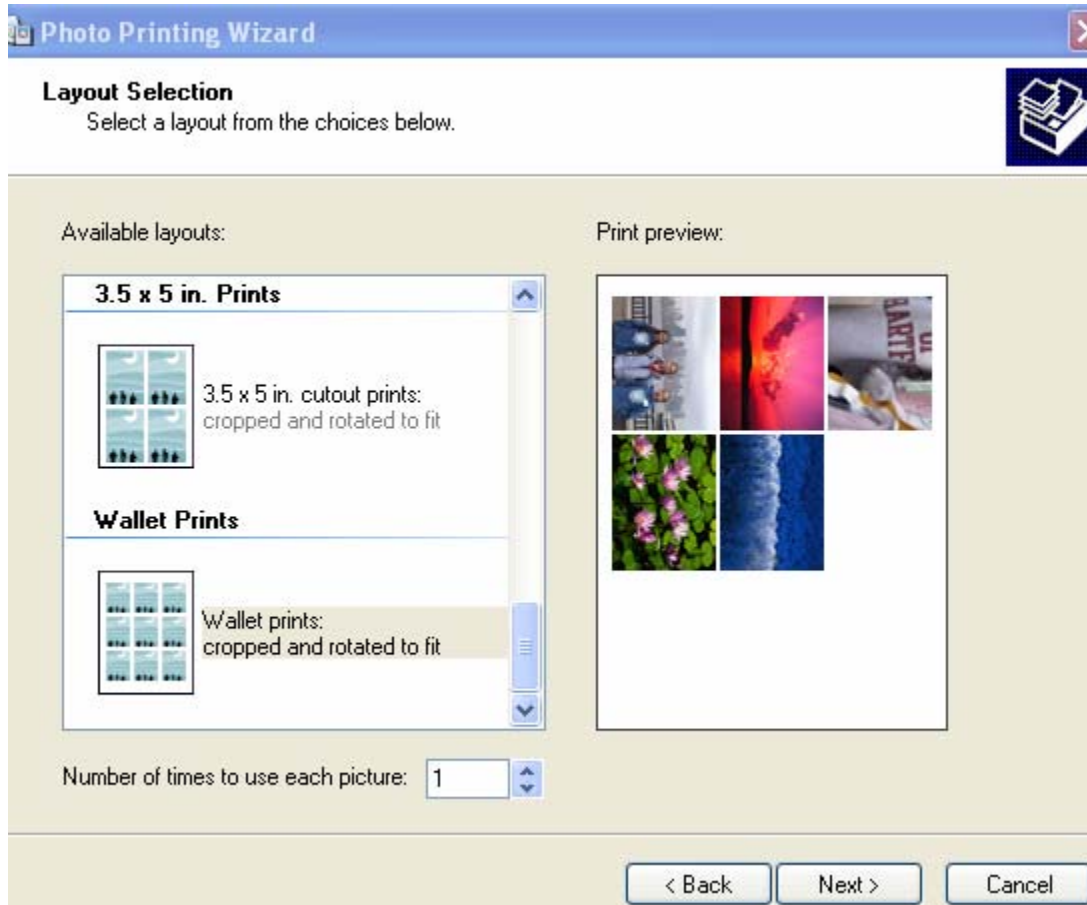 Photo Printing Wizard
Layout Selection
Select a layout from the choices below.
Available layouts:
Print preview:
3.5 x 5 in. Prints
3.5 x 5 in. cutout prints:
cropped and rotated to fit
Wallet Prints
Wallet prints:
cropped and rotated to fit
Number of times to use each picture: 1
< Back
Next >
Cancel